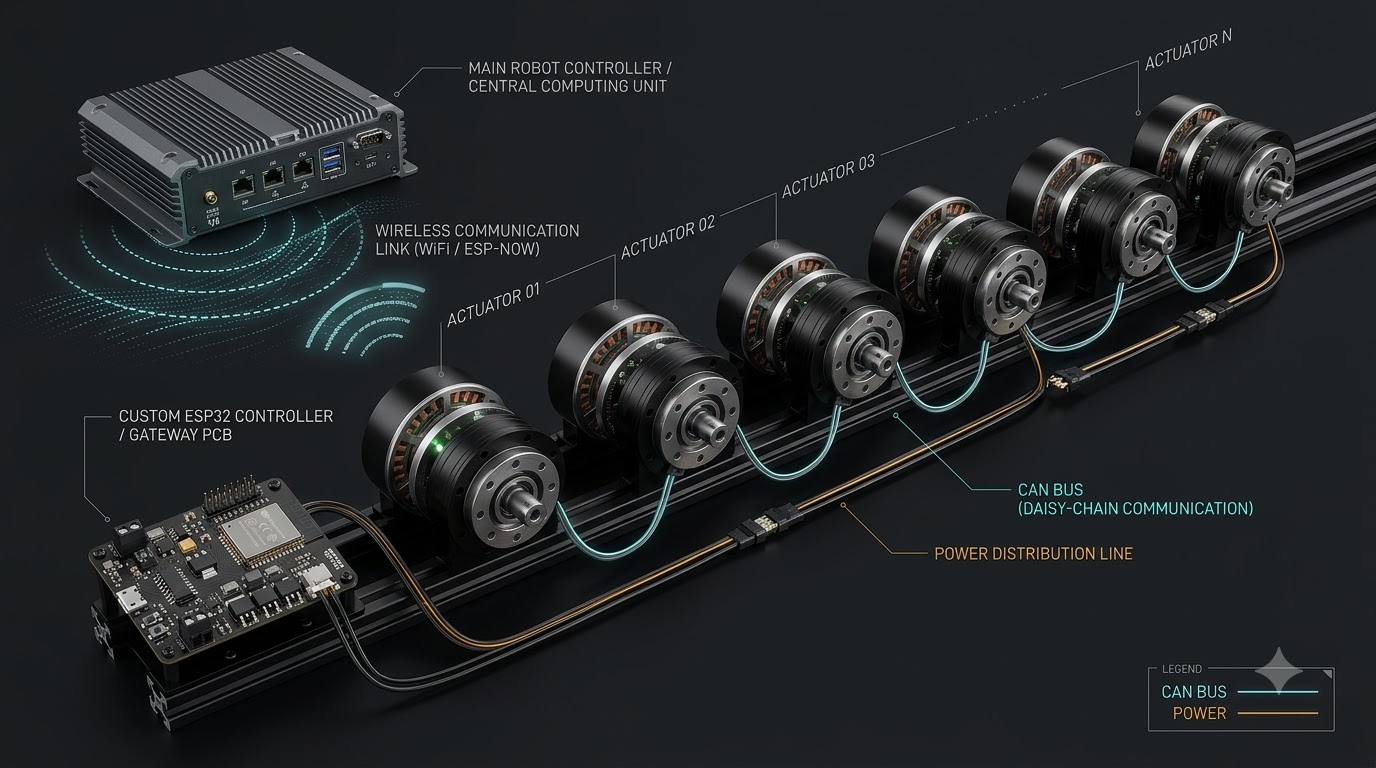 MAIN ROBOT CONTROLLER /
CENTRAL COMPUTING UNIT
WIRELESS COMMUNICATION
LINK (WiFi / ESP-NOW)
ACTUATOR 01
ACTUATOR 02
ACTUATOR 03
ACTUATOR N
CUSTOM ESP32 CONTROLLER
/ GATEWAY PCB
CAN BUS
(DAISY-CHAIN COMMUNICATION)
POWER DISTRIBUTION LINE
LEGEND
CAN BUS
POWER